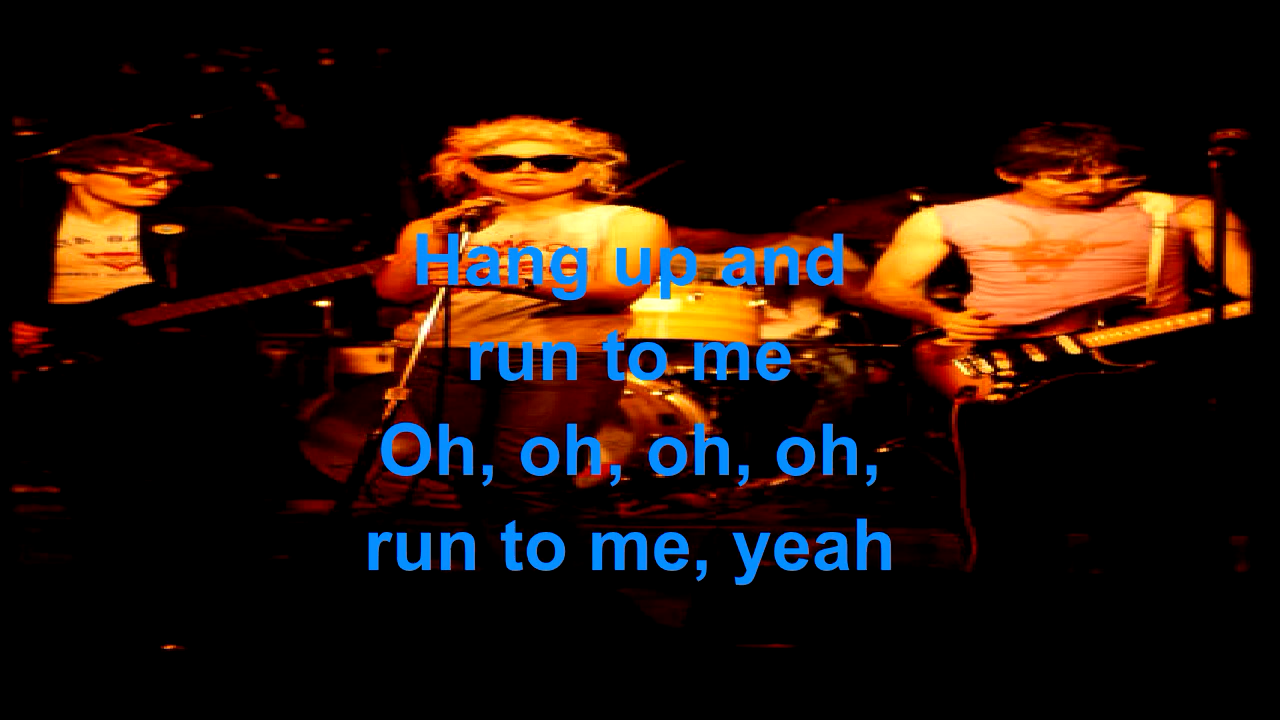 Hang up and
run to me
Oh, oh, oh, oh,
run to me, yeah